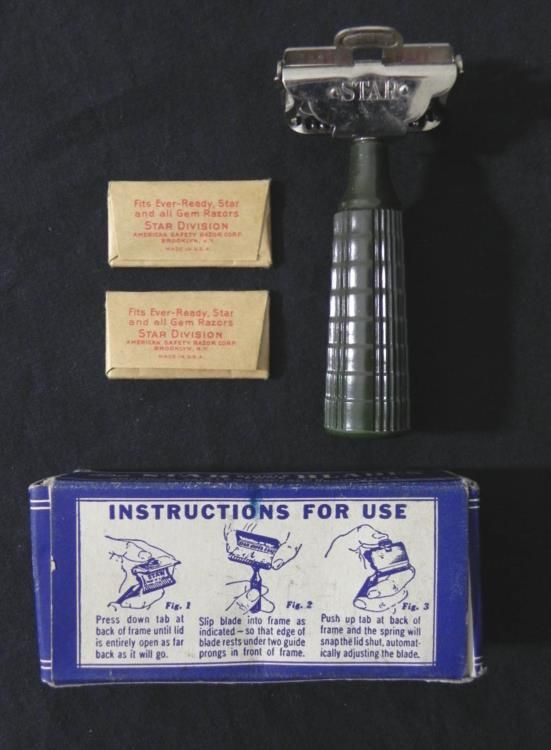 STAR
Fits Ever-Ready, Star
and all Gem Razors
STAR DIVISION
AMERICAN SAFETY RAZOR CORP.
BROOKLYN, N.Y.
MADE IN U.S.A.
Fits Ever-Ready, Star
and all Gem Razors
STAR DIVISION
AMERICAN SAFETY RAZOR CORP.
BROOKLYN, N.Y.
MADE IN U.S.A.
INSTRUCTIONS FOR USE
STAR
Fig. 1
Press down tab at
back of frame until lid
is entirely open as far
back as it will go.
Fig. 2
Slip blade into frame as
indicated—so that edge of
blade rests under two guide
prongs in front of frame.
Fig. 3
Push up tab at back of
frame and the spring will
snap the lid shut, automat-
ically adjusting the blade.